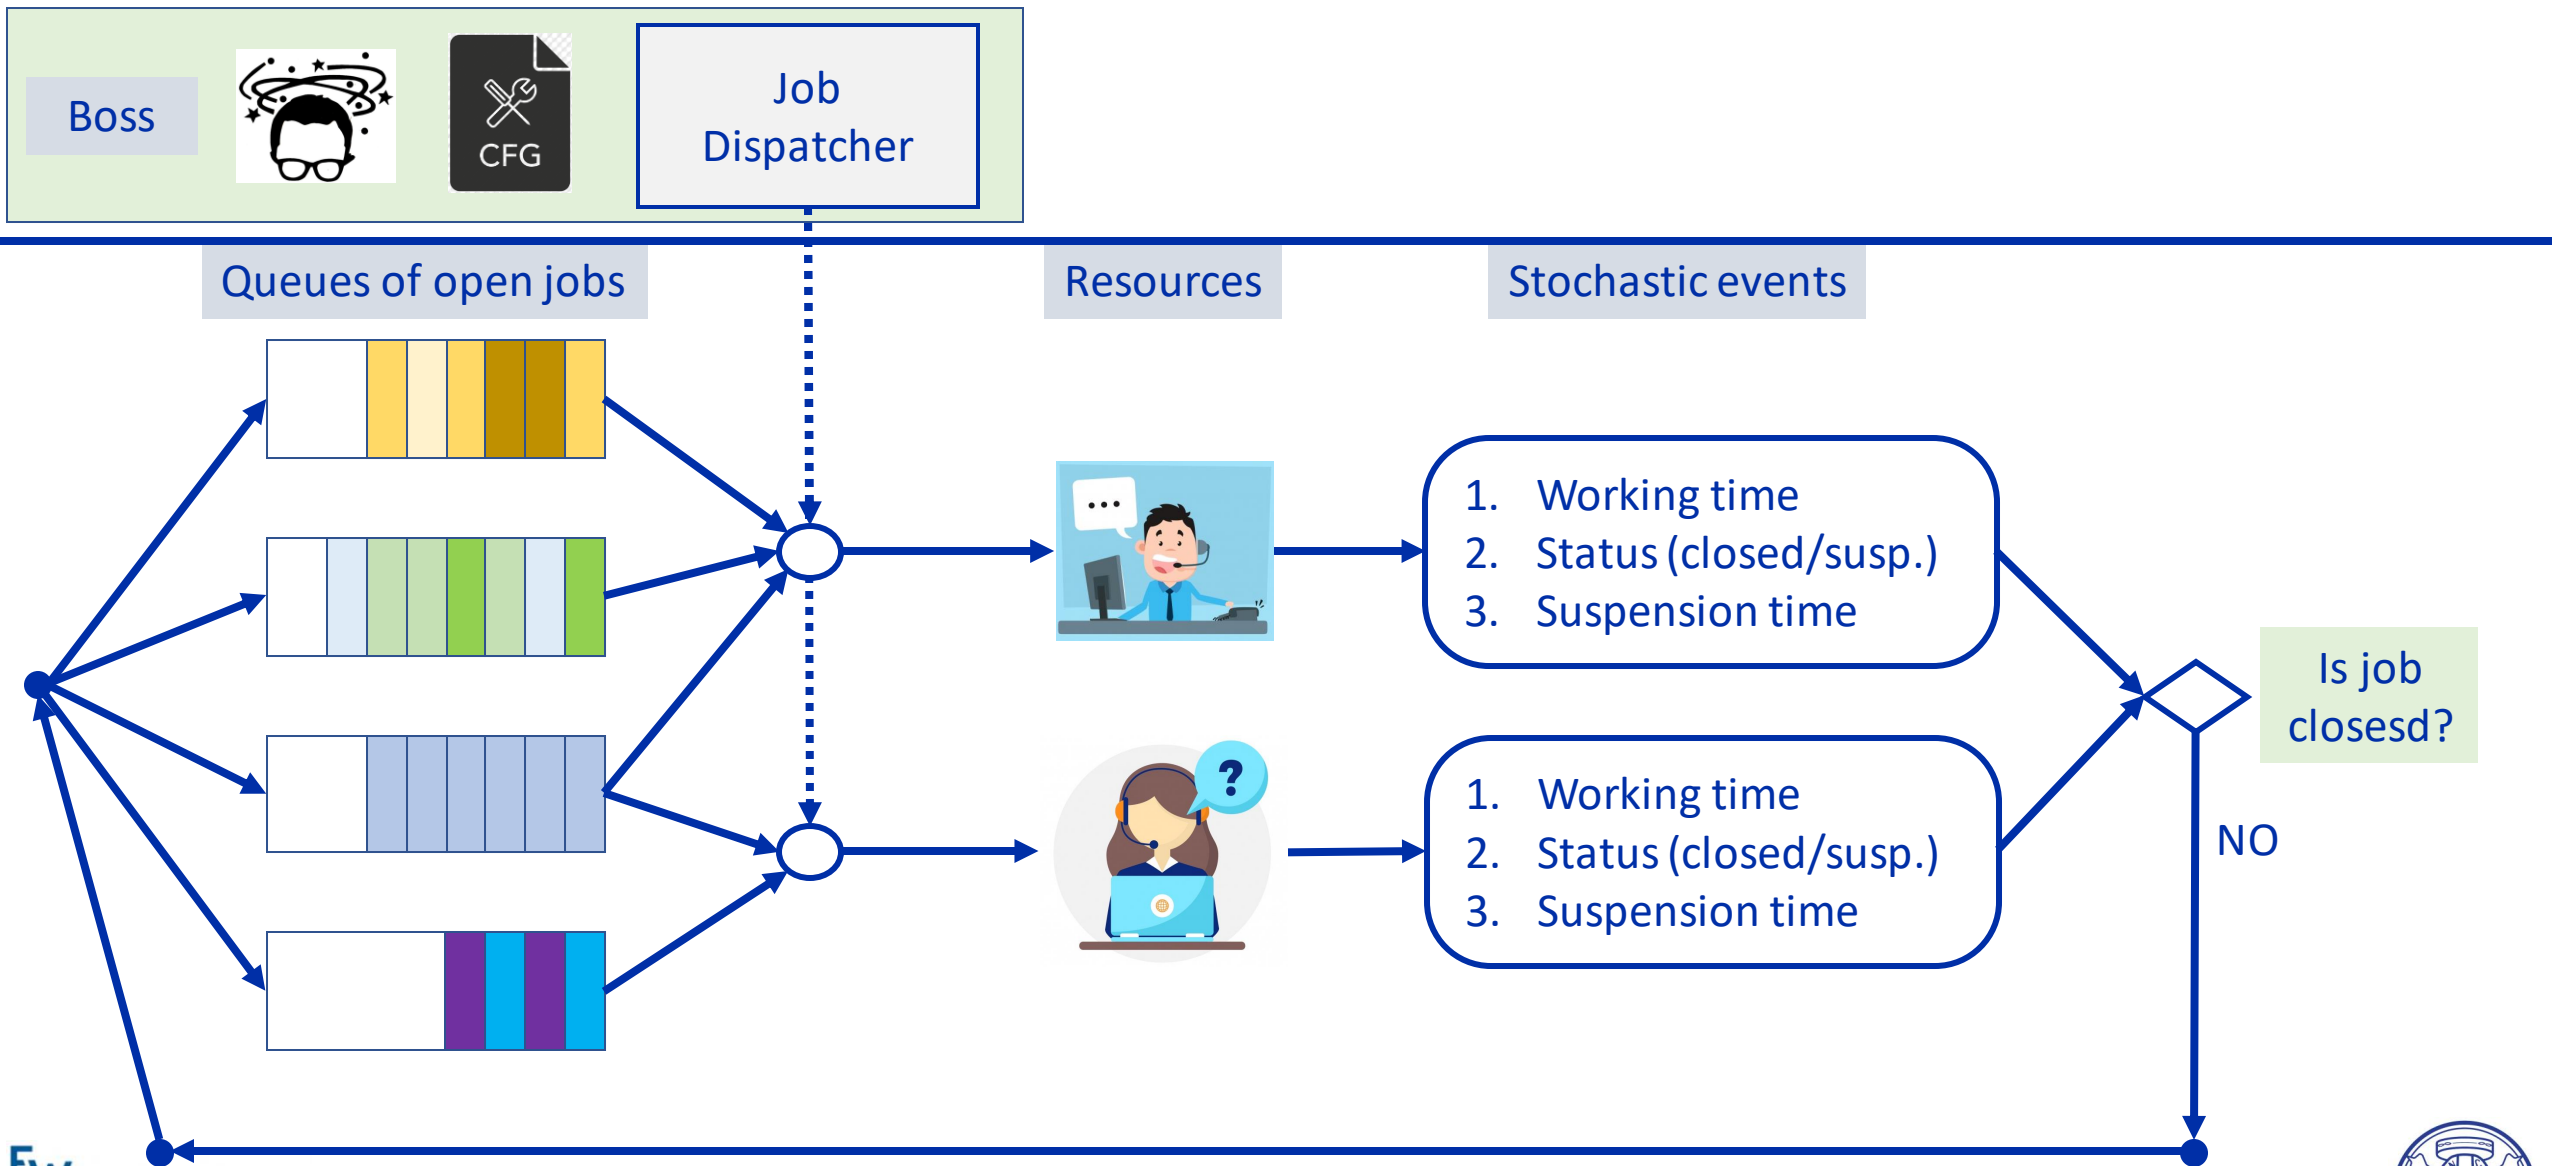 Boss
CFG
Job
Dispatcher
Queues of open jobs
Resources
Stochastic events
...
1. Working time
2. Status (closed/susp.)
3. Suspension time
Is job
closesd?
?
1. Working time
2. Status (closed/susp.)
3. Suspension time
NO